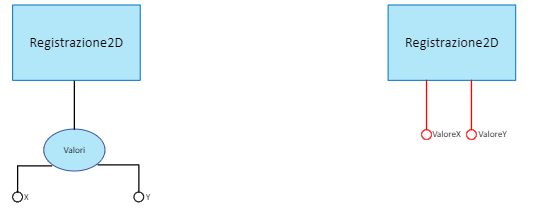 Registrazione2D
Valori
X
Y
Registrazione2D
ValoreX
ValoreY